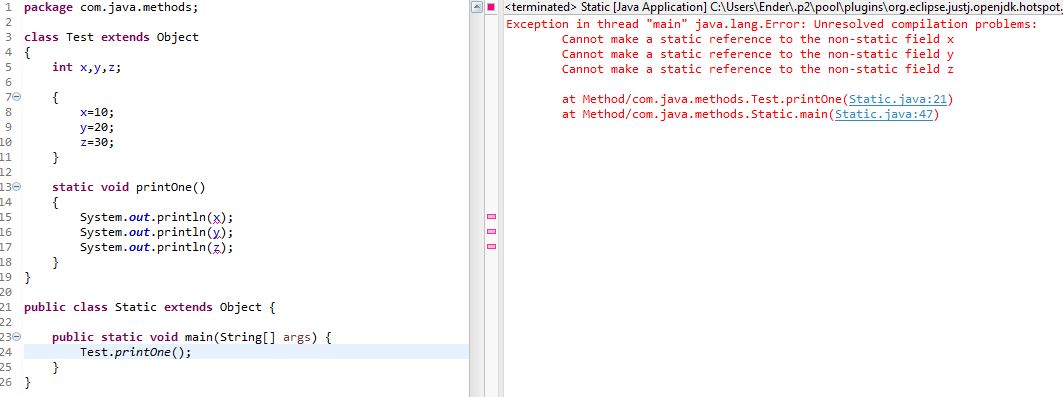 1 package com.java.methods;
2
3 class Test extends Object
4 {
5     int x,y,z;
6
7     {
8         x=10;
9         y=20;
10         z=30;
11     }
12
13     static void printOne()
14     {
15         System.out.println(x);
16         System.out.println(y);
17         System.out.println(z);
18     }
19 }
20
21 public class Static extends Object {
22
23     public static void main(String[] args) {
24         Test.printOne();
25     }
26 }
<terminated> Static [Java Application] C:\Users\Ender\.p2\pool\plugins\org.eclipse.justj.openjdk.hotspot.
Exception in thread "main" java.lang.Error: Unresolved compilation problems:
        Cannot make a static reference to the non-static field x
        Cannot make a static reference to the non-static field y
        Cannot make a static reference to the non-static field z
        at Method/com.java.methods.Test.printOne(Static.java:21)
        at Method/com.java.methods.Static.main(Static.java:47)